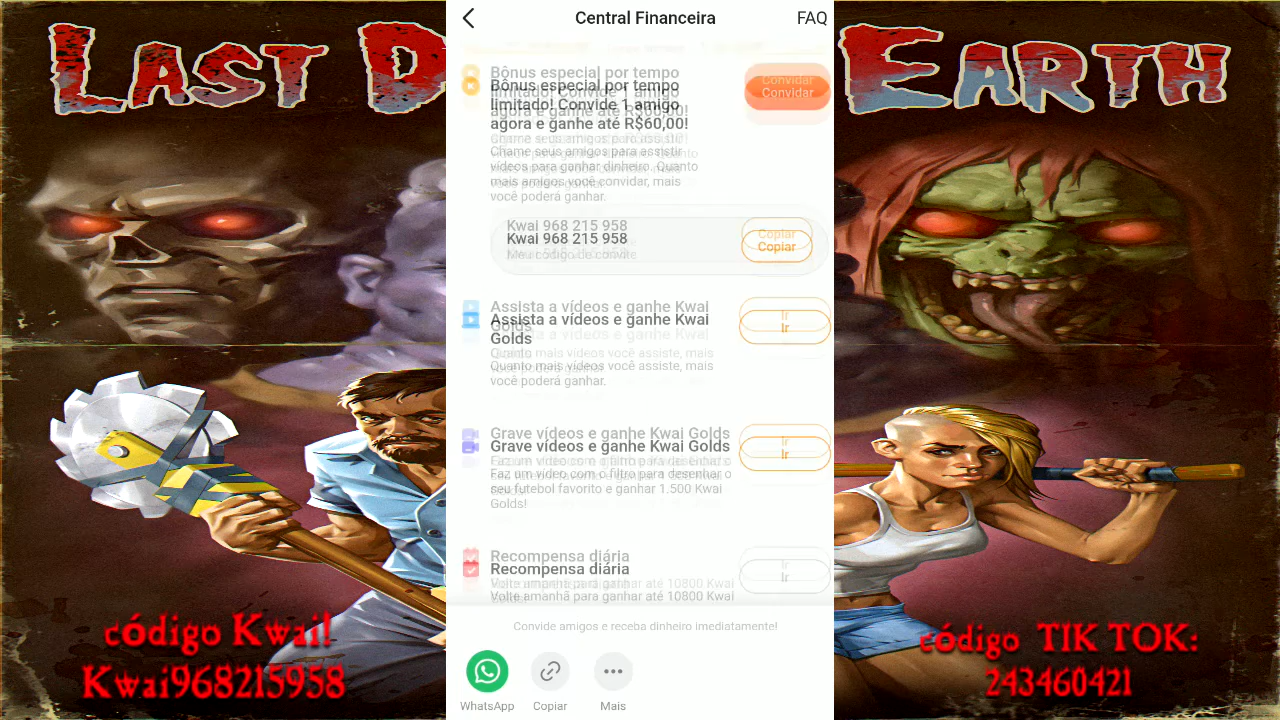 LAST D
EARTH
Central Financeira
FAQ
Bônus especial por tempo
limitado! Convide 1 amigo
agora e ganhe até R$60,00!
Convidar
Chame seus amigos para assistir
vídeos para ganhar dinheiro. Quanto
mais amigos você convidar, mais
você poderá ganhar.
Kwai 968 215 958
Meu código de convite
Copiar
Assista a vídeos e ganhe Kwai
Golds
Ir
Quanto mais vídeos você assiste, mais
você poderá ganhar.
Grave vídeos e ganhe Kwai Golds
Ir
Faz um vídeo com o filtro para desenhar o
seu futebol favorito e ganhar 1.500 Kwai
Golds!
Recompensa diária
Ir
Volte amanhã para ganhar até 10800 Kwai
Convide amigos e receba dinheiro imediatamente!
WhatsApp
Copiar
Mais
código Kwai!
Kwai968215958
código TIK TOK:
243460421